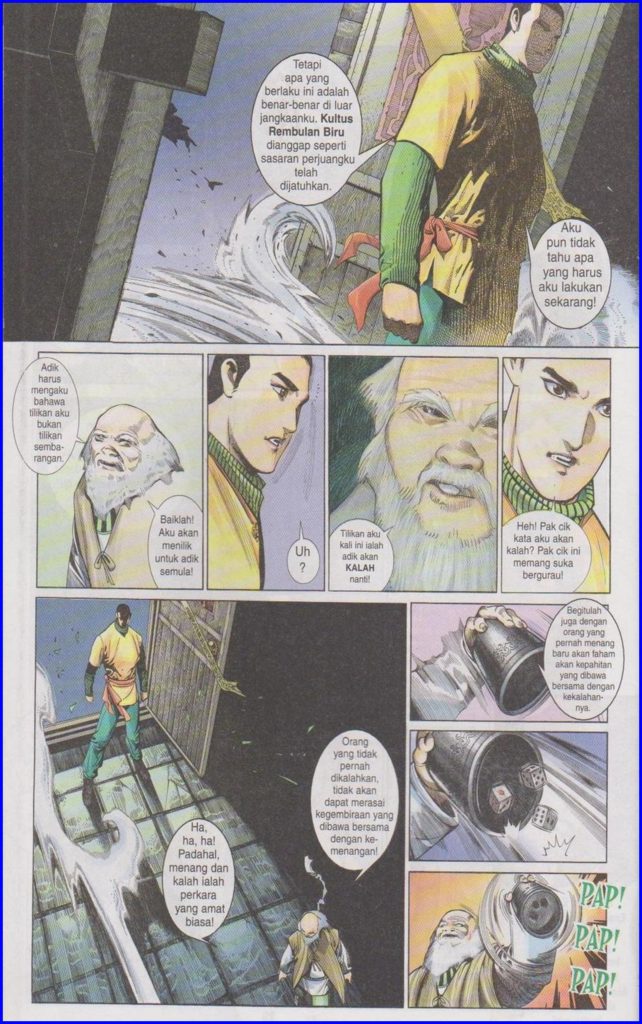 Tetapi
apa yang
berlaku ini adalah
benar-benar di luar
jangkaanku. Kultus
Rembulan Biru
dianggap seperti
sasaran perjuangku
telah
dijatuhkan.
Aku
pun tidak
tahu apa
yang harus
aku lakukan
sekarang!
Adik
harus
mengaku
bahawa
tilikan aku
bukan
tilikan
semba-
rangan.
Baiklah!
Aku akan
menilik
untuk adik
semula!
Uh
?
Tilikan aku
kali ini ialah
adik akan
KALAH
nanti!
Heh! Pak cik
kata aku akan
kalah? Pak cik ini
memang suka
bergurau!
Begitulah
juga dengan
orang yang
pernah menang
baru akan faham
akan kepahitan
yang dibawa
bersama dengan
kekalahan-
nya.
Orang
yang tidak
pernah
dikalahkan,
tidak akan
dapat merasai
kegembiraan yang
dibawa bersama
dengan ke-
menangan!
Ha,
ha, ha!
Padahal,
menang dan
kalah ialah
perkara
yang amat
biasa!
PAP!
PAP!
PAP!